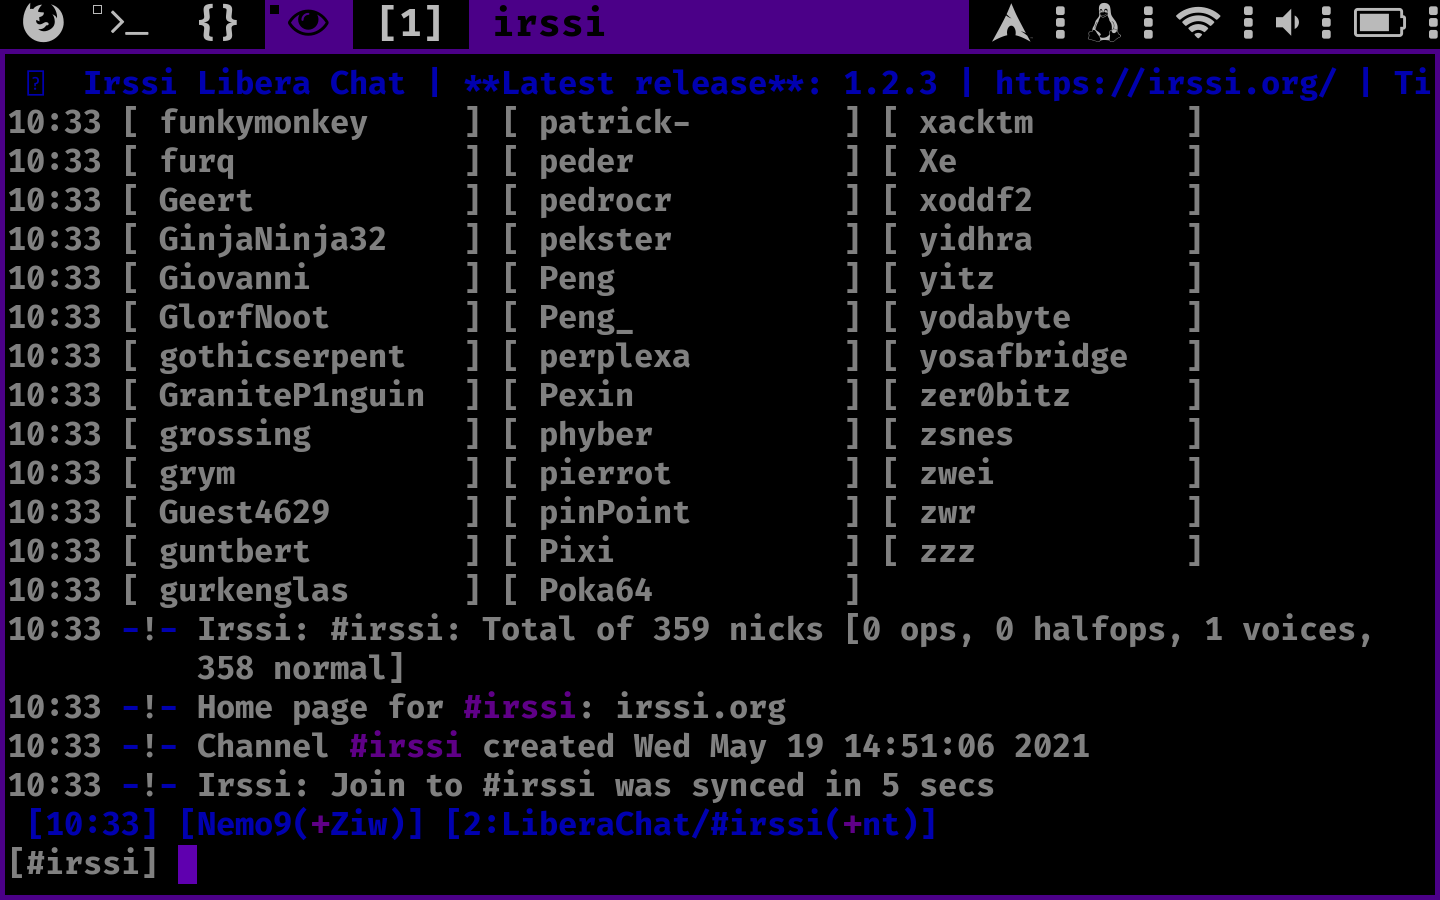 >_ {} [1] irssi
Irssi Libera Chat | **Latest release**: 1.2.3 | https://irssi.org/ | Ti
10:33 [ funkymonkey ] [ patrick- ] [ xacktm ]
10:33 [ furq ] [ peder ] [ Xe ]
10:33 [ Geert ] [ pedrocr ] [ xoddf2 ]
10:33 [ GinjaNinja32 ] [ pekster ] [ yidhra ]
10:33 [ Giovanni ] [ Peng ] [ yitz ]
10:33 [ GlorfNoot ] [ Peng_ ] [ yodabyte ]
10:33 [ gothicserpent ] [ perplexa ] [ yosafbridge ]
10:33 [ GraniteP1nguin ] [ Pexin ] [ zer0bitz ]
10:33 [ grossing ] [ phyber ] [ zsnes ]
10:33 [ grym ] [ pierrot ] [ zwei ]
10:33 [ Guest4629 ] [ pinPoint ] [ zwr ]
10:33 [ guntbert ] [ Pixi ] [ zzz ]
10:33 [ gurkenglas ] [ Poka64 ]
10:33 -!- Irssi: #irssi: Total of 359 nicks [0 ops, 0 halfops, 1 voices,
358 normal]
10:33 -!- Home page for #irssi: irssi.org
10:33 -!- Channel #irssi created Wed May 19 14:51:06 2021
10:33 -!- Irssi: Join to #irssi was synced in 5 secs
[10:33] [Nemo9(+Ziw)] [2:LiberaChat/#irssi(+nt)]
[#irssi]